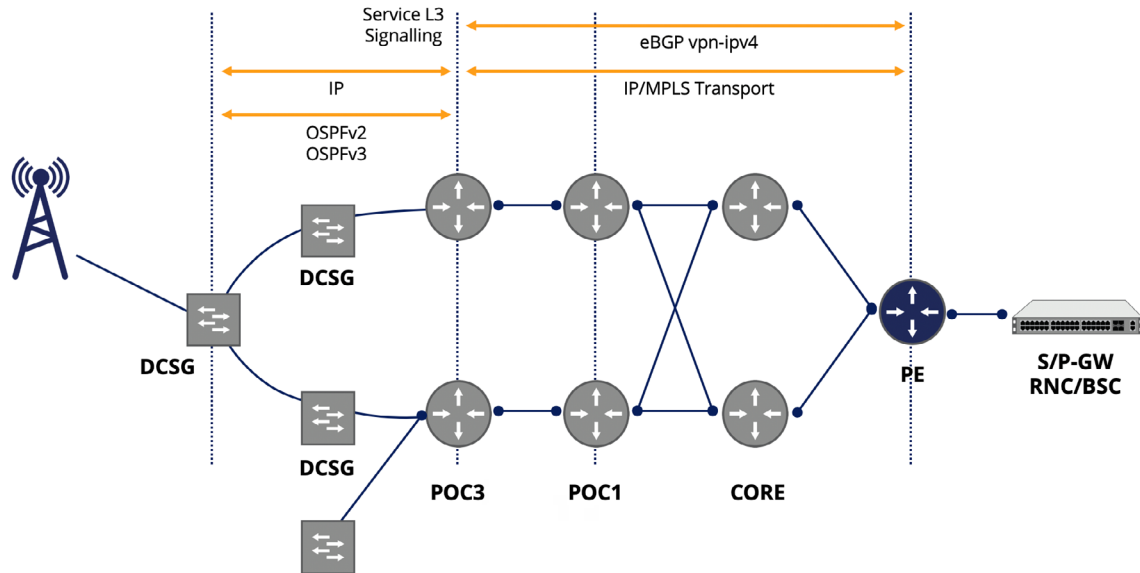 Service L3
Signalling
eBGP vpn-ipv4
IP
IP/MPLS Transport
OSPFv2
OSPFv3
DCSG
DCSG
DCSG
POC3
POC1
CORE
PE
S/P-GW
RNC/BSC